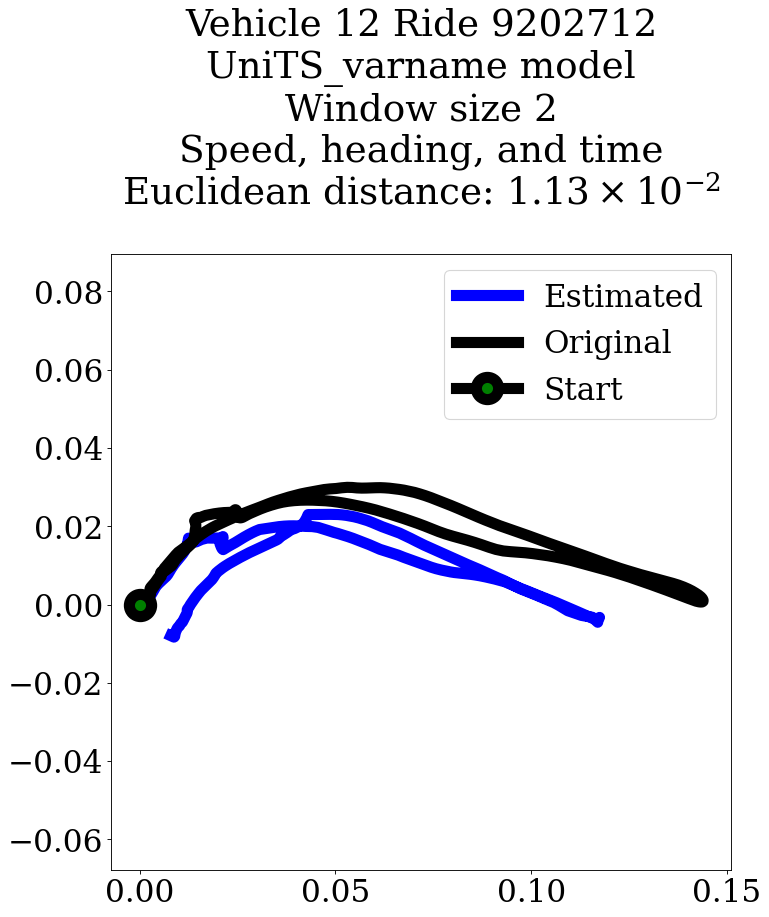 Vehicle 12 Ride 9202712
UniTS_varname model
Window size 2
Speed, heading, and time
Euclidean distance: 1.13 × 10⁻²
Estimated
Original
Start
0.08
0.06
0.04
0.02
0.00
−0.02
−0.04
−0.06
0.00 0.05 0.10 0.15